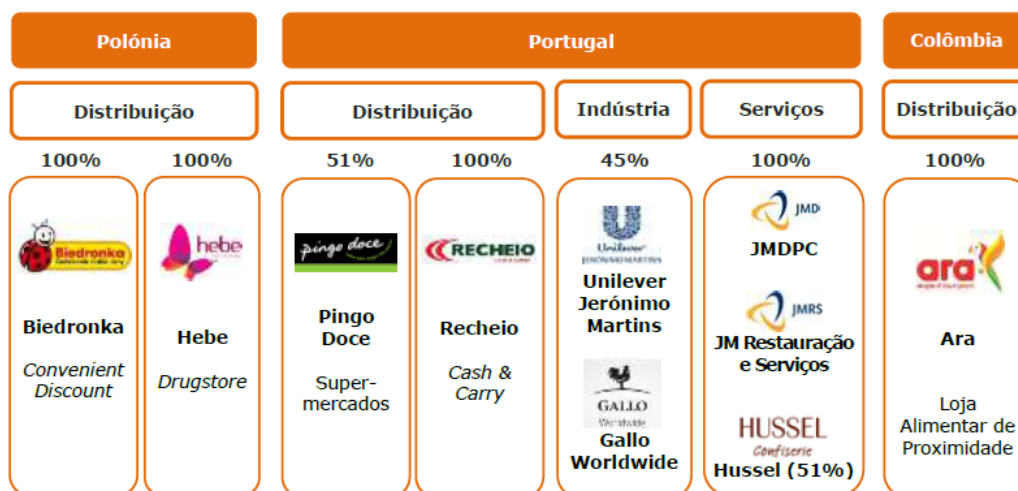 Polónia
Portugal
Colômbia
Distribuição
Distribuição
Indústria
Serviços
Distribuição
100%
100%
51%
100%
45%
100%
100%
Biedronka
Biedronka
Convenient
Discount
hebe
Hebe
Drugstore
pingo doce
Pingo
Doce
Super-
mercados
RECHEIO
Recheio
Cash &
Carry
Unilever
JERÓNIMO MARTINS
Unilever
Jerónimo
Martins
GALLO
Worldwide
Gallo
Worldwide
JMD
JMDPC
JMRS
JM Restauração
e Serviços
HUSSEL
Confiserie
Hussel (51%)
ara
Ara
Loja
Alimentar de
Proximidade